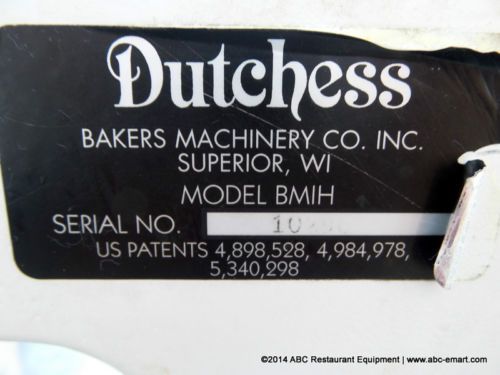 Dutchess
BAKERS MACHINERY CO. INC.
SUPERIOR, WI
MODEL BMIH
SERIAL NO.
US PATENTS 4,898,528, 4,984,978,
5,340,298
©2014 ABC Restaurant Equipment | www.abc-emart.com